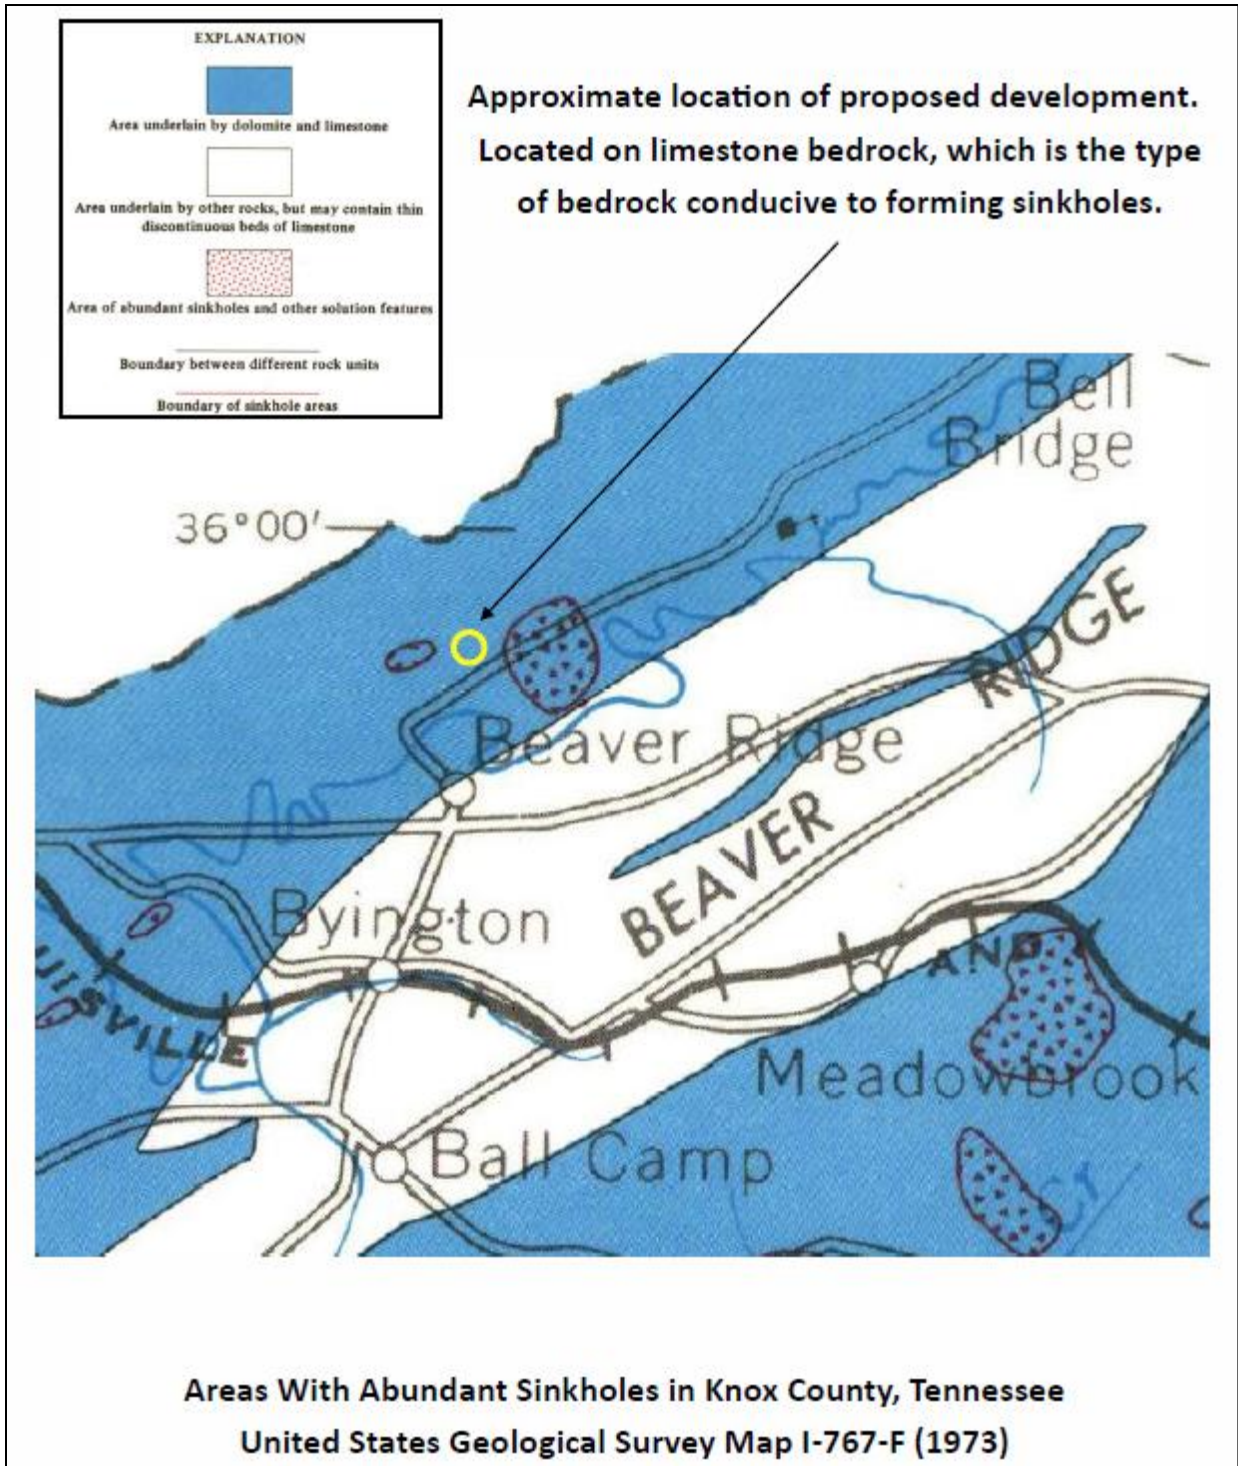 EXPLANATION
Area underlain by dolomite and limestone
Area underlain by other rocks, but may contain thin
discontinuous beds of limestone
Area of abundant sinkholes and other solution features
Boundary between different rock units
Boundary of sinkhole areas
Approximate location of proposed development.
Located on limestone bedrock, which is the type
of bedrock conducive to forming sinkholes.
Bell
Bridge
36°00'
RIDGE
Beaver Ridge
BEAVER
Byington
AND
UISVILLE
Meadowbrook
Ball Camp
Cr
Areas With Abundant Sinkholes in Knox County, Tennessee
United States Geological Survey Map I-767-F (1973)